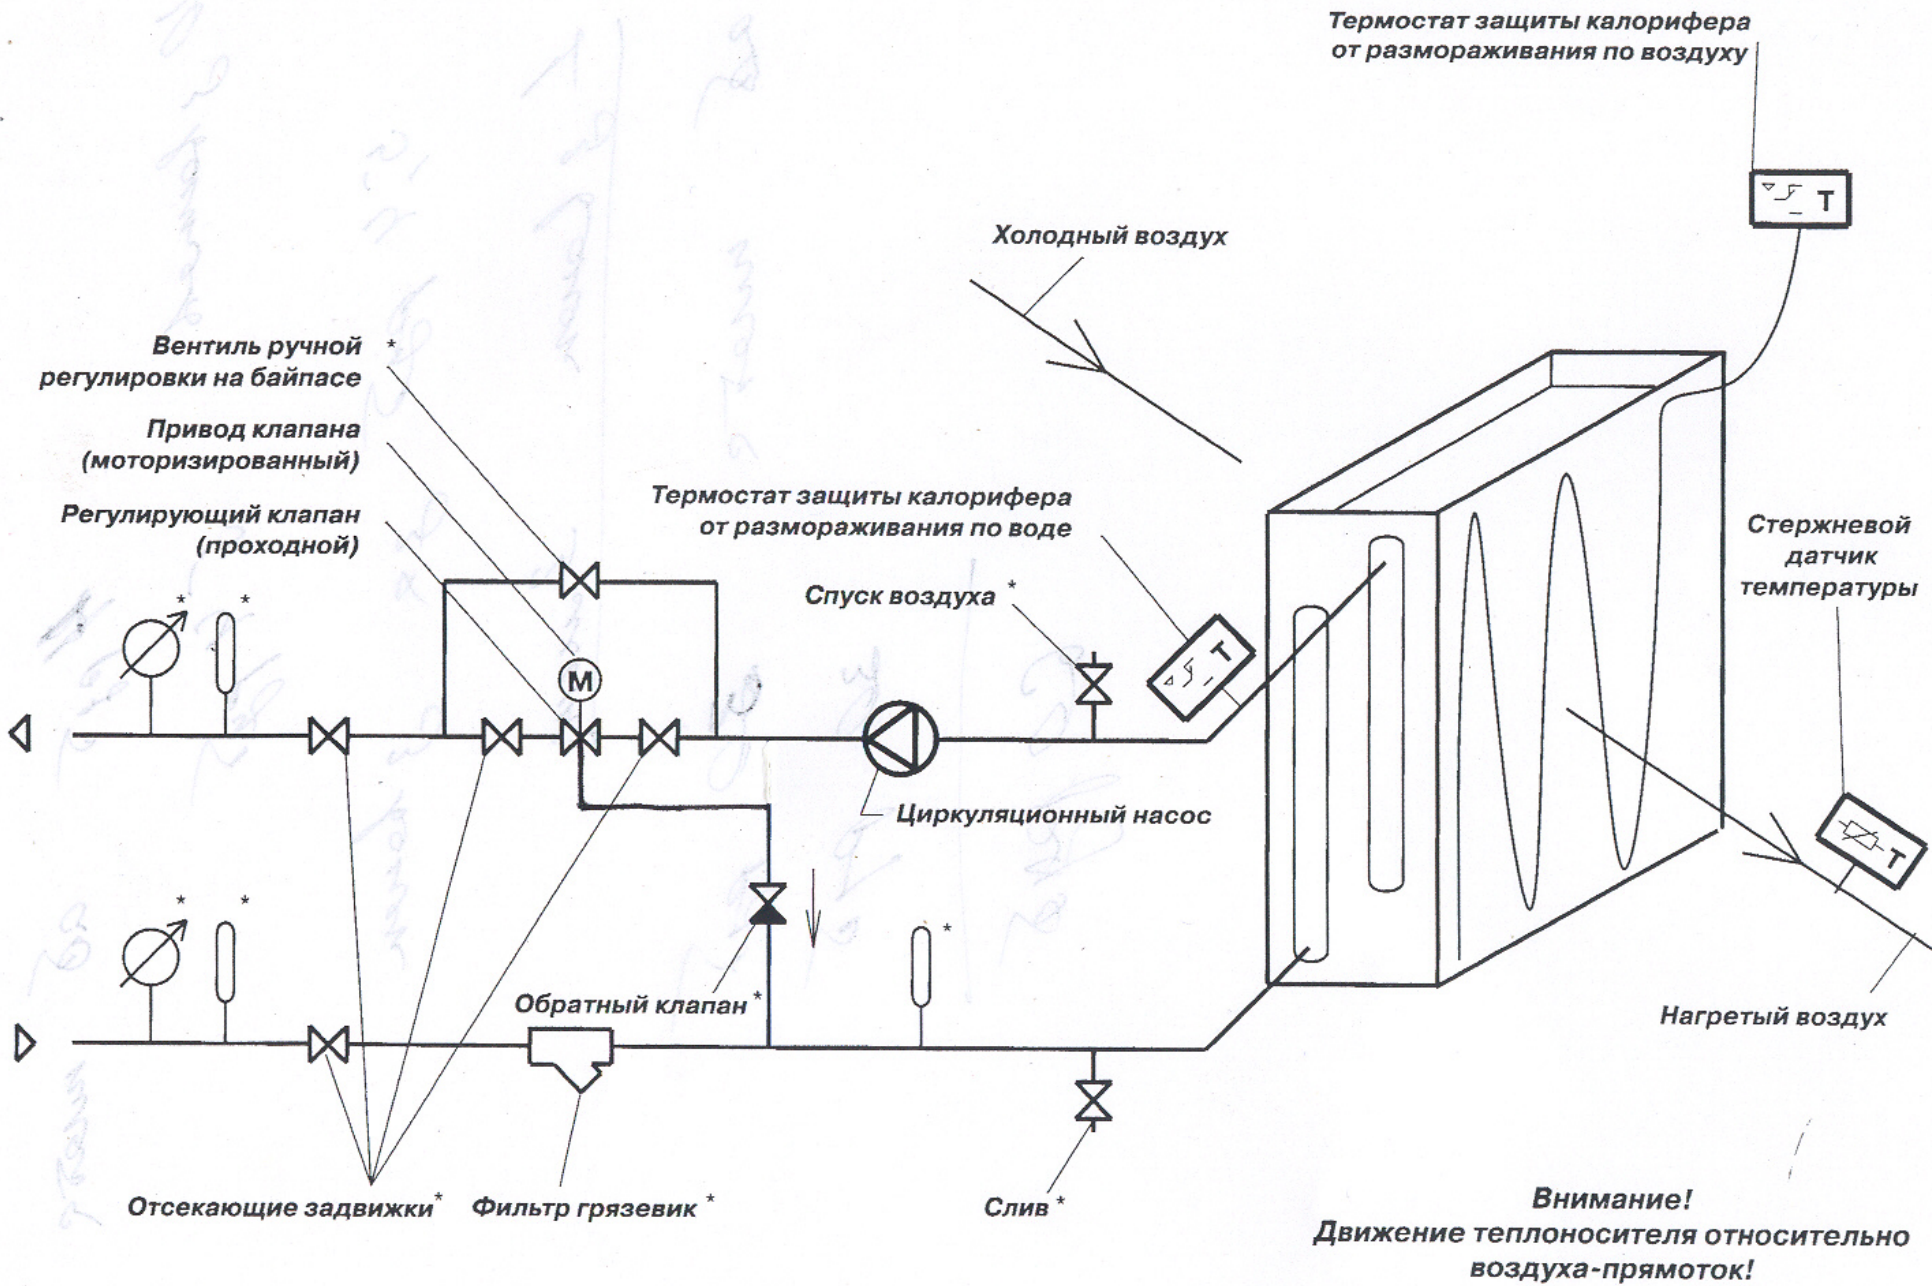 Термостат защиты калорифера
от размораживания по воздуху
T
Холодный воздух
Вентиль ручной *
регулировки на байпасе
Привод клапана
(моторизированный)
Регулирующий клапан
(проходной)
Термостат защиты калорифера
от размораживания по воде
Стержневой
датчик
температуры
Спуск воздуха *
* *
T
M
Циркуляционный насос
T
* *
*
Обратный клапан *
Нагретый воздух
Отсекающие задвижки *
Фильтр грязевик *
Слив *
Внимание!
Движение теплоносителя относительно
воздуха-прямоток!